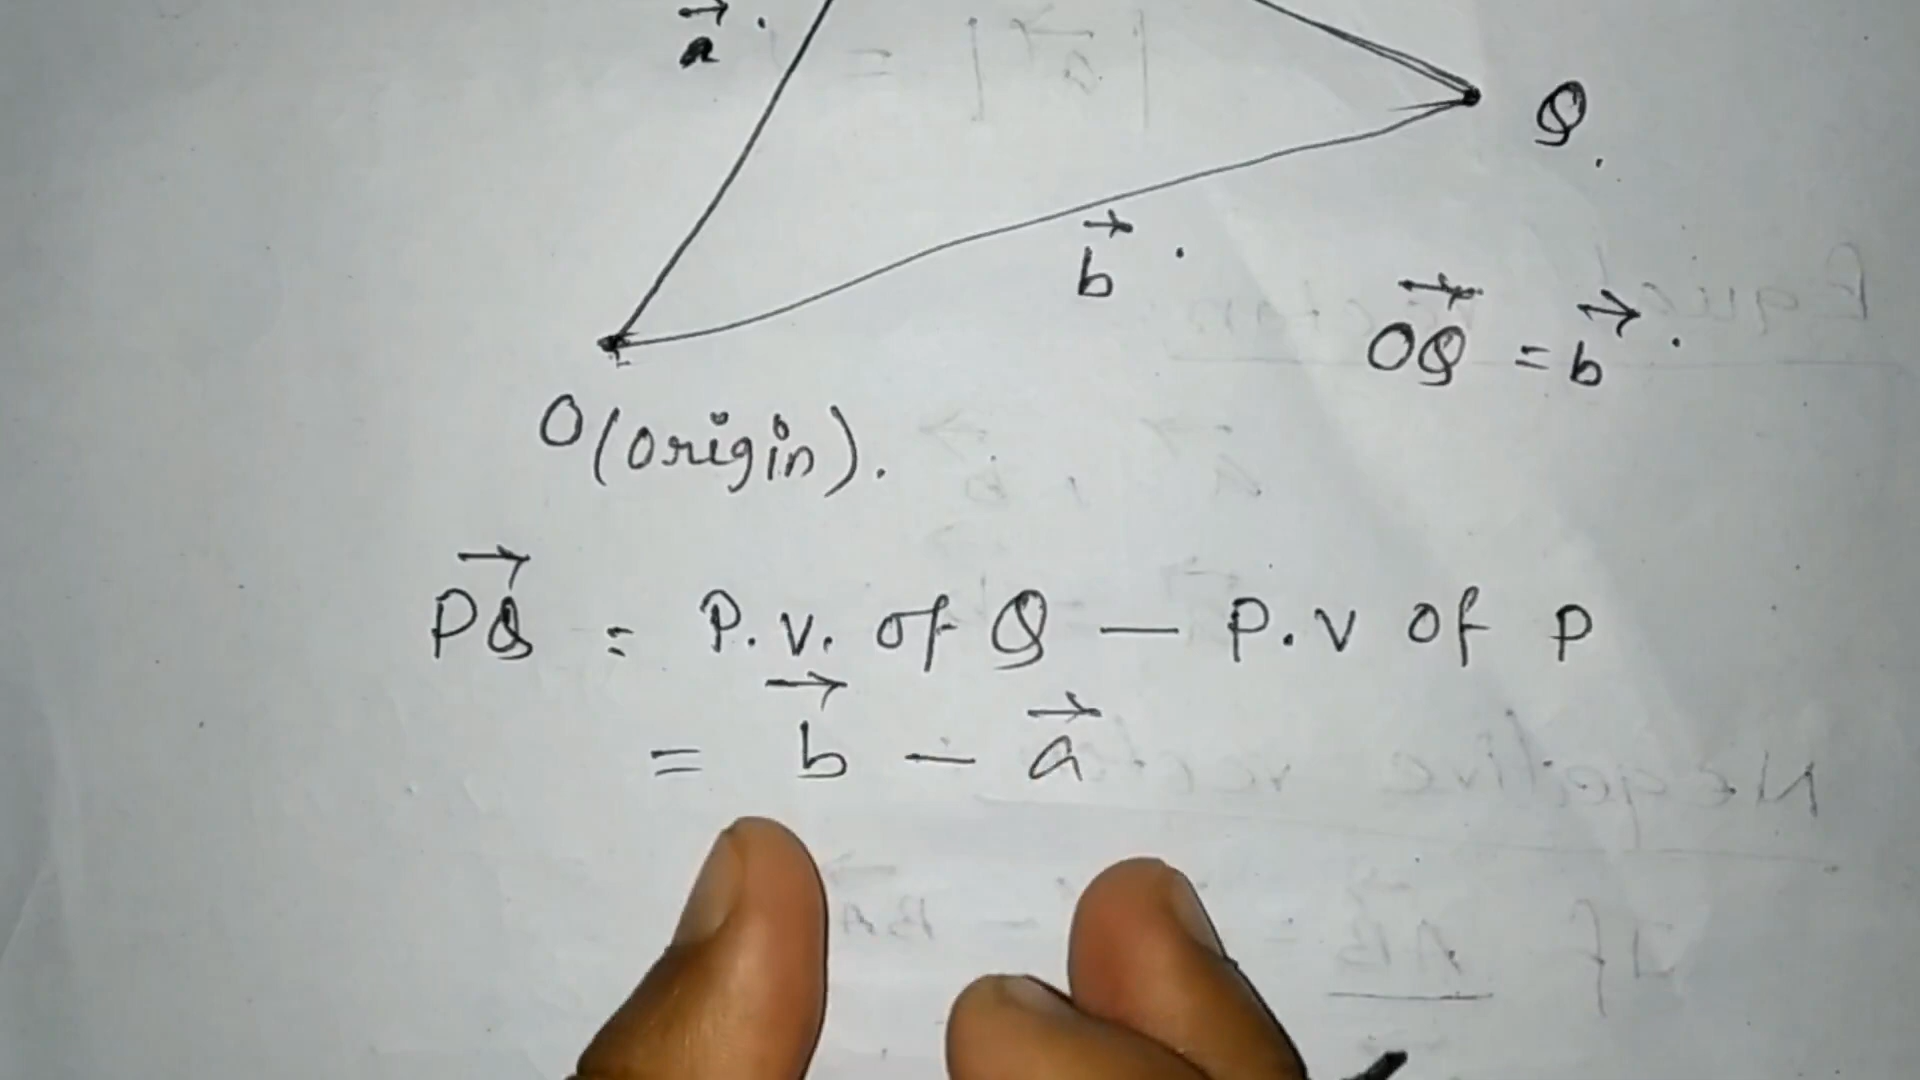 a⃗ .
Q.
b⃗ .
OQ⃗ = b⃗ .
O(origin).
PQ⃗ = P.V. of Q — P.V of P
= b⃗ — a⃗